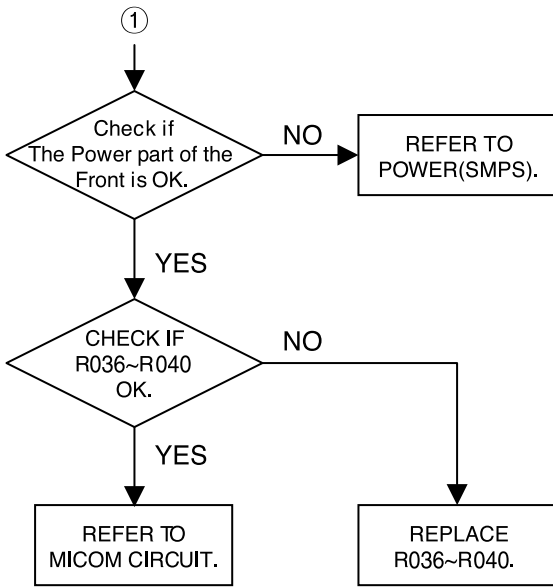 ①
Check if
The Power part of the
Front is OK.
NO
REFER TO
POWER(SMPS).
YES
CHECK IF
R036~R040
OK.
NO
YES
REFER TO
MICOM CIRCUIT.
REPLACE
R036~R040.